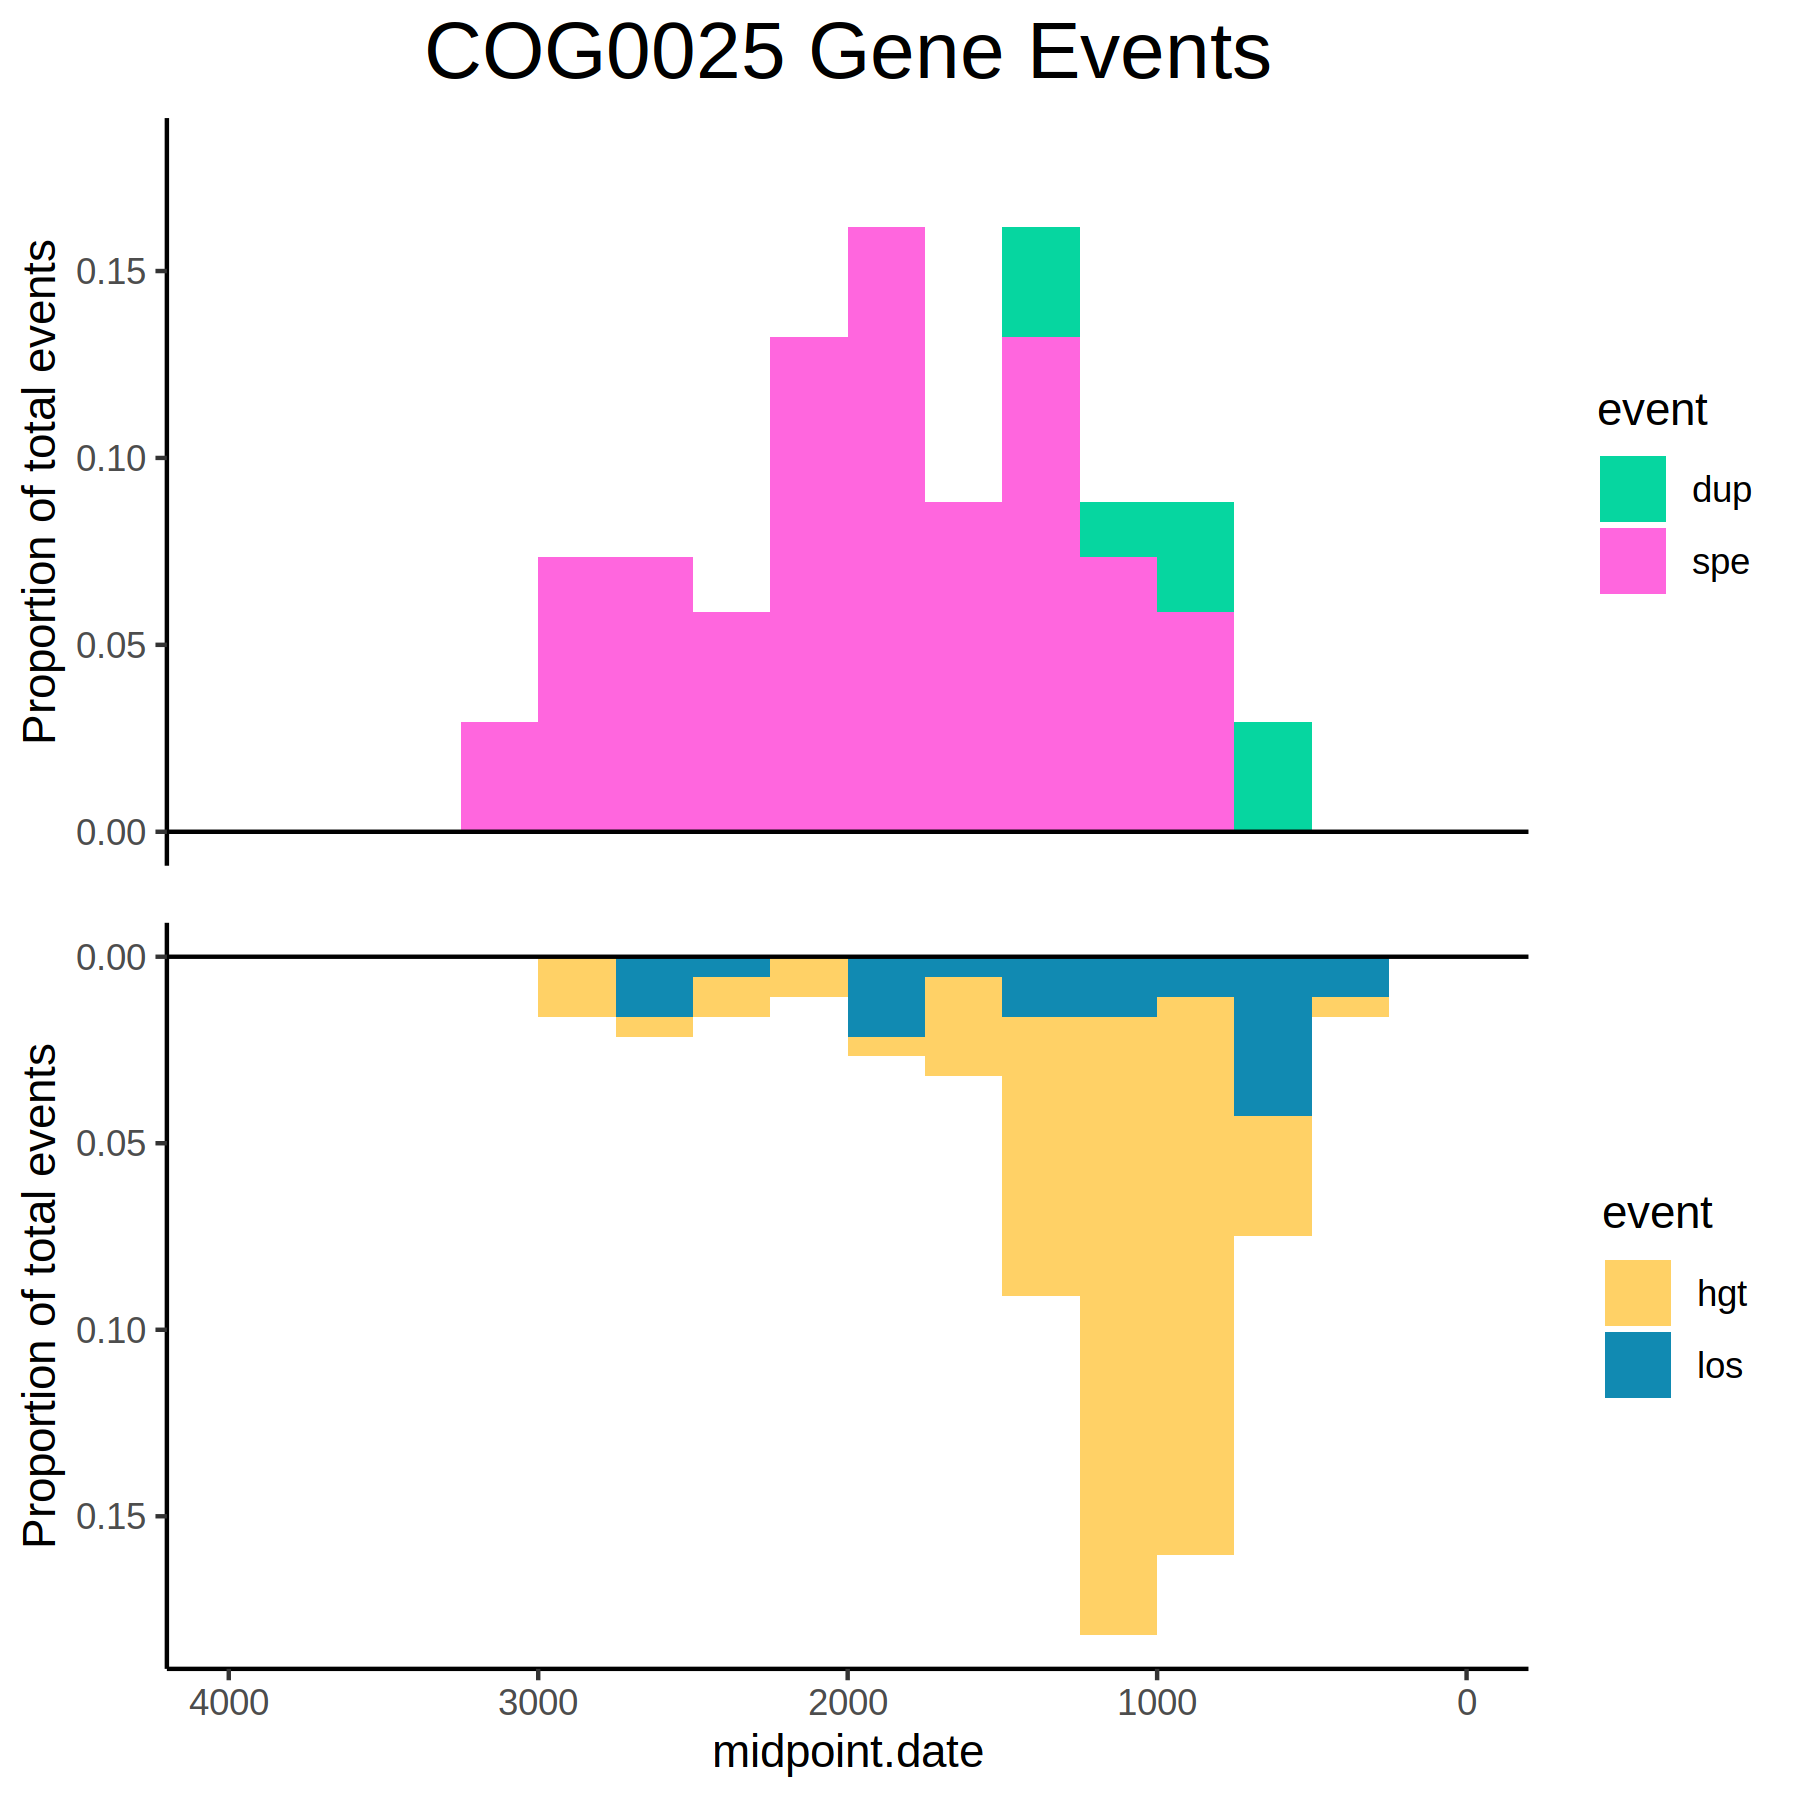 COG0025 Gene Events
Proportion of total events
0.15
0.10
0.05
0.00
event
dup
spe
Proportion of total events
0.00
0.05
0.10
0.15
event
hgt
los
4000 3000 2000 1000 0
midpoint.date